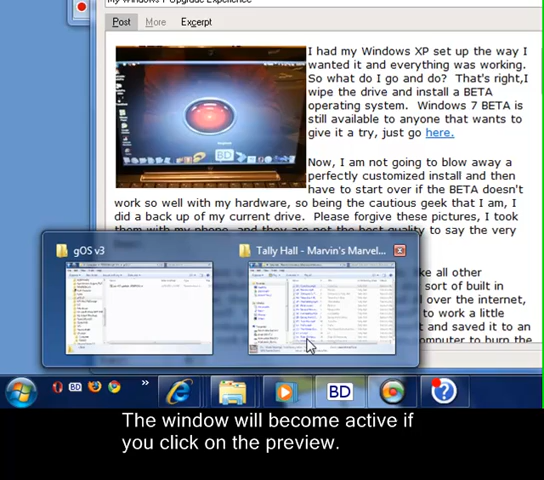 My Windows 7 Upgrade Experience
Post More Excerpt
I had my Windows XP set up the way I
wanted it and everything was working.
So what do I go and do? That's right,I
wipe the drive and install a BETA
operating system. Windows 7 BETA is
still available to anyone that wants to
give it a try, just go here.
Now, I am not going to blow away a
perfectly customized install and then
have to start over if the BETA doesn't
work so well with my hardware, so being the cautious geek that I am, I
did a back up of my current drive. Please forgive these pictures, I took
them with my phone, and they are not the best quality to say the very
gOS v3
Tally Hall - Marvin's Marvel...
like all other
sort of built in
l over the internet,
to work a little
t and saved it to an
omputer to burn the
BD
BD
The window will become active if
you click on the preview.